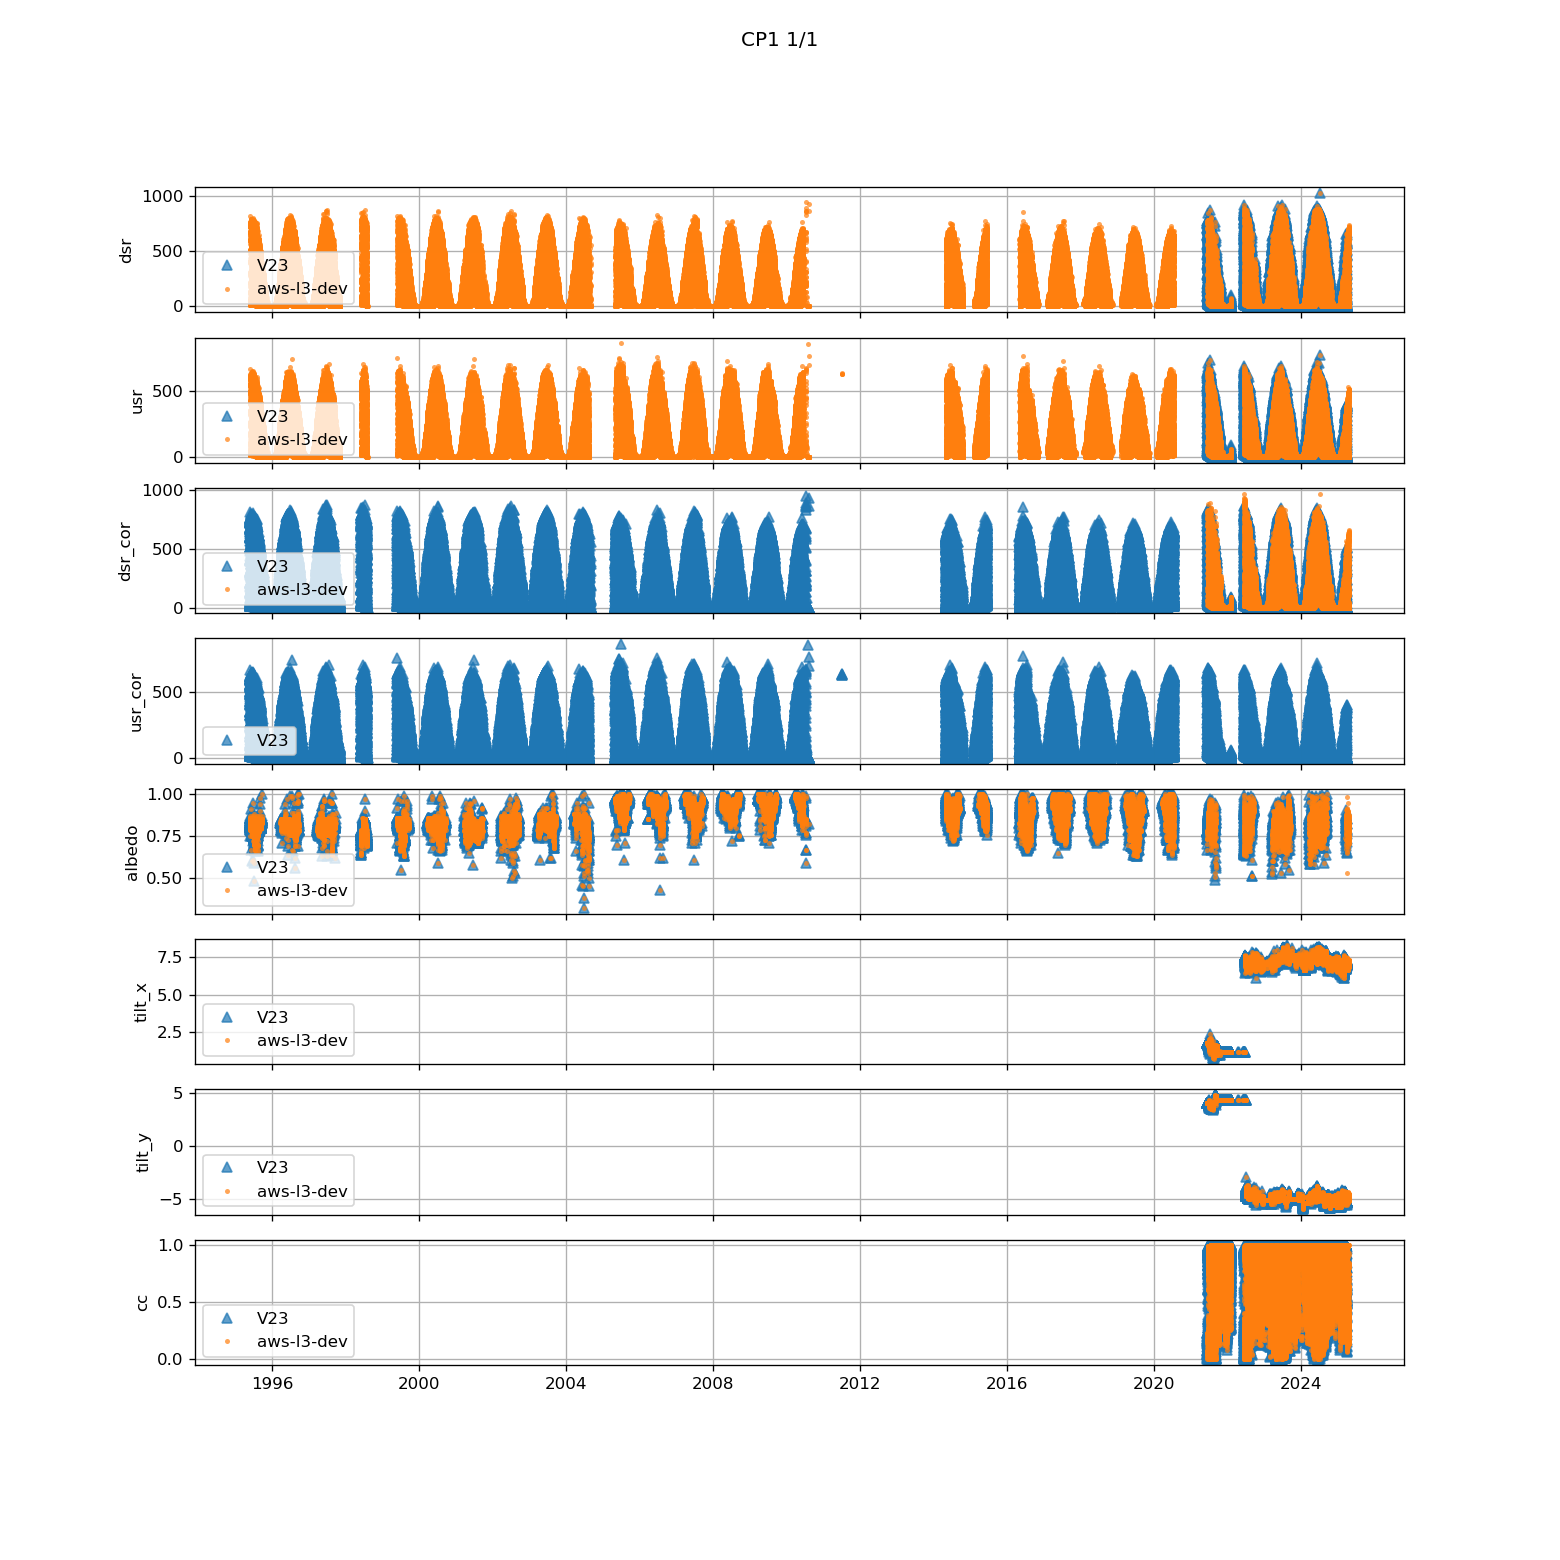 CP1 1/1
1000
500
0
dsr
V23
aws-l3-dev
500
0
usr
V23
aws-l3-dev
1000
500
0
dsr_cor
V23
aws-l3-dev
500
0
usr_cor
V23
1.00
0.75
0.50
albedo
V23
aws-l3-dev
7.5
5.0
2.5
tilt_x
V23
aws-l3-dev
5
0
−5
tilt_y
V23
aws-l3-dev
1.0
0.5
0.0
cc
V23
aws-l3-dev
1996 2000 2004 2008 2012 2016 2020 2024